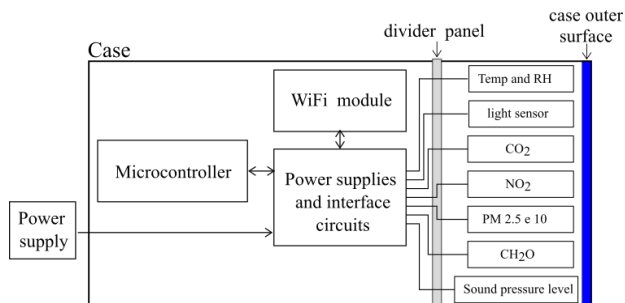 case outer
surface
divider panel
Case
Temp and RH
WiFi module
light sensor
CO2
Microcontroller
Power supplies
and interface
circuits
NO2
PM 2.5 e 10
Power
supply
CH2O
Sound pressure level